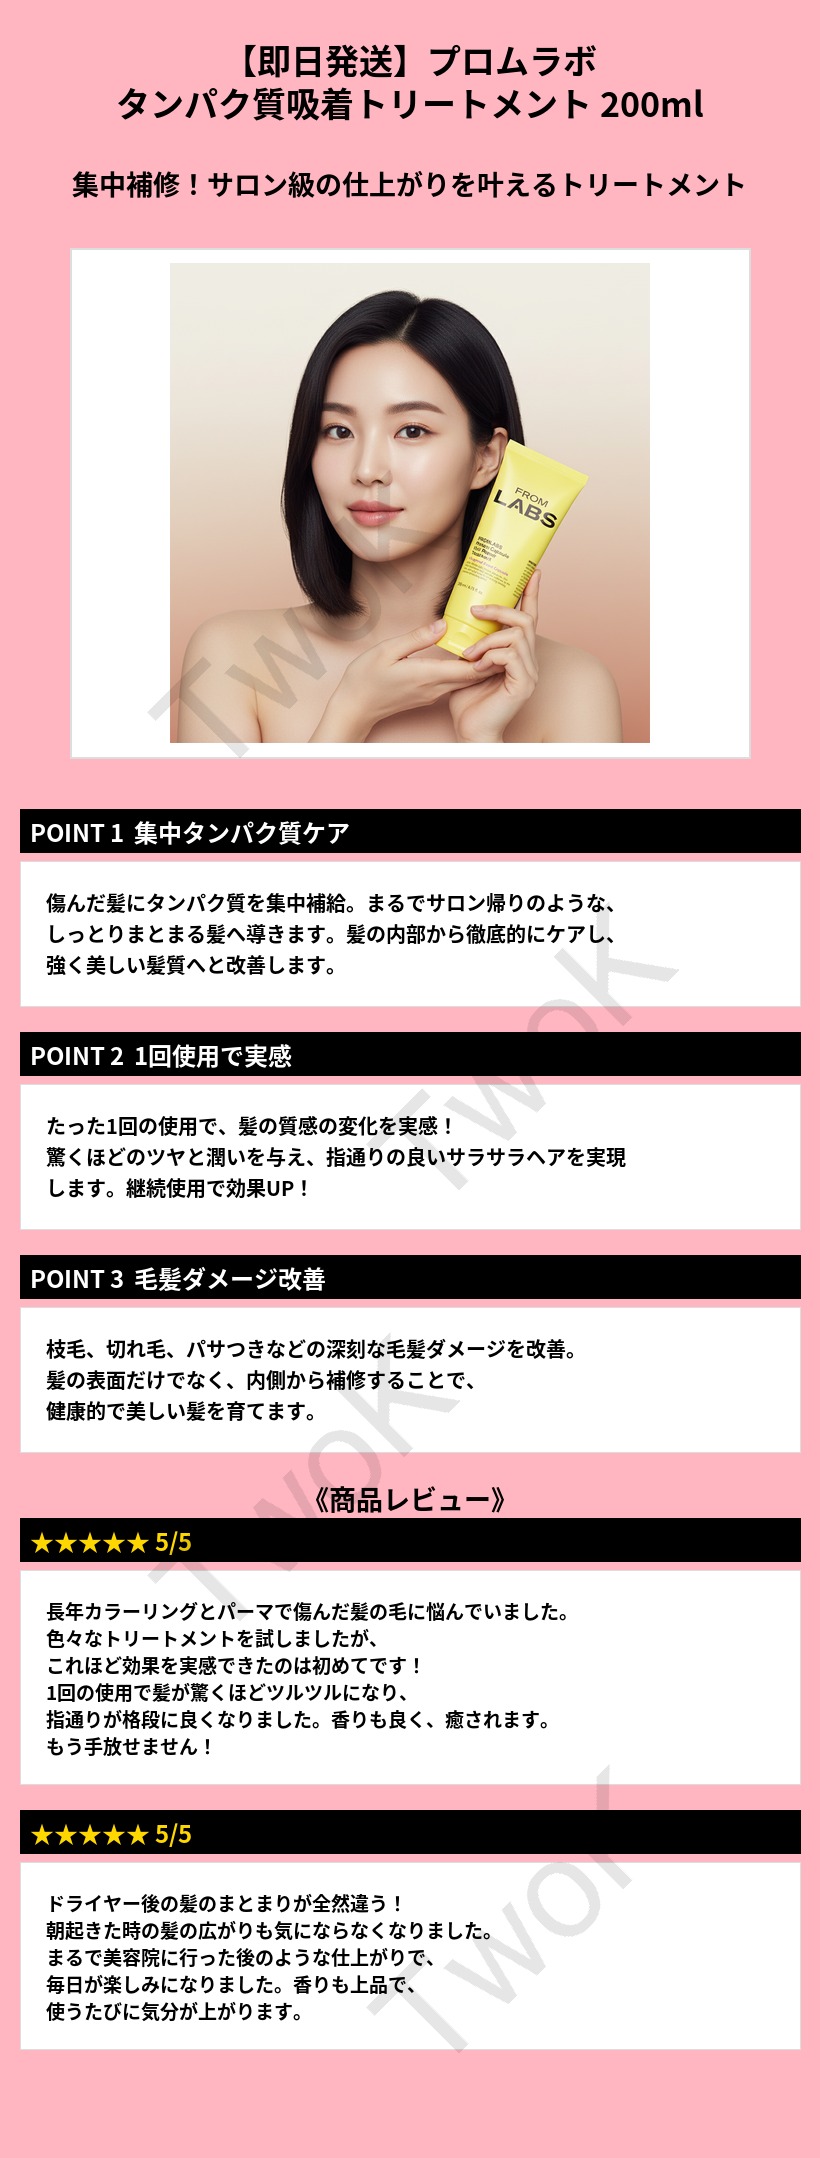 【即日発送】プロムラボ
タンパク質吸着トリートメント 200ml
集中補修！サロン級の仕上がりを叶えるトリートメント
FROM
LABS
TwoK
POINT 1 集中タンパク質ケア
傷んだ髪にタンパク質を集中補給。まるでサロン帰りのような、
しっとりまとまる髪へ導きます。髪の内部から徹底的にケアし、
強く美しい髪質へと改善します。
TwoK
POINT 2 1回使用で実感
たった1回の使用で、髪の質感の変化を実感！
驚くほどのツヤと潤いを与え、指通りの良いサラサラヘアを実現
します。継続使用で効果UP！
POINT 3 毛髪ダメージ改善
枝毛、切れ毛、パサつきなどの深刻な毛髪ダメージを改善。
髪の表面だけでなく、内側から補修することで、
健康的で美しい髪を育てます。
TwoK
《商品レビュー》
★★★★★ 5/5
長年カラーリングとパーマで傷んだ髪の毛に悩んでいました。
色々なトリートメントを試しましたが、
これほど効果を実感できたのは初めてです！
1回の使用で髪が驚くほどツルツルになり、
指通りが格段に良くなりました。香りも良く、癒されます。
もう手放せません！
★★★★★ 5/5
ドライヤー後の髪のまとまりが全然違う！
朝起きた時の髪の広がりも気にならなくなりました。
まるで美容院に行った後のような仕上がりで、
毎日が楽しみになりました。香りも上品で、
使うたびに気分が上がります。
TwoK